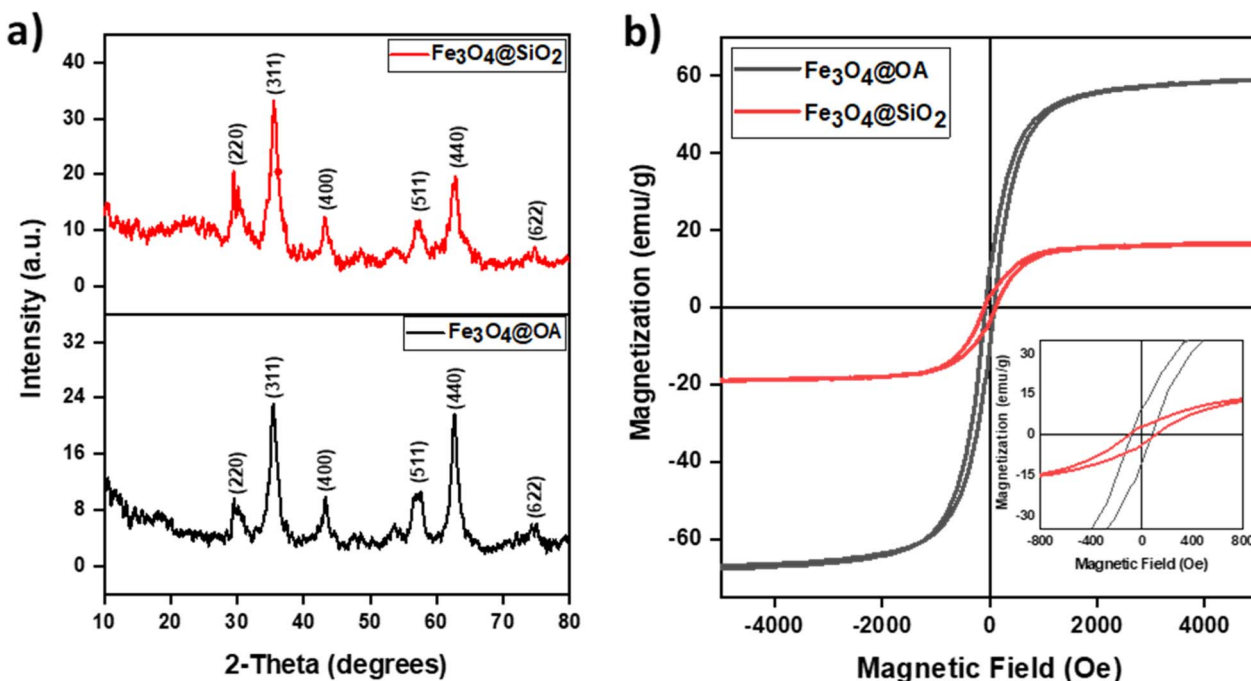 a)
Fe₃O₄@SiO₂
40
30
20
10
0
(220)
(311)
(400)
(511)
(440)
(622)
Fe₃O₄@OA
32
24
16
8
0
(220)
(311)
(400)
(511)
(440)
(622)
Intensity (a.u.)
10 20 30 40 50 60 70 80
2-Theta (degrees)
b)
Fe₃O₄@OA
Fe₃O₄@SiO₂
60
40
20
0
-20
-40
-60
Magnetization (emu/g)
-4000 -2000 0 2000 4000
Magnetic Field (Oe)
30
15
0
-15
-30
Magnetization (emu/g)
-800 -400 0 400 800
Magnetic Field (Oe)